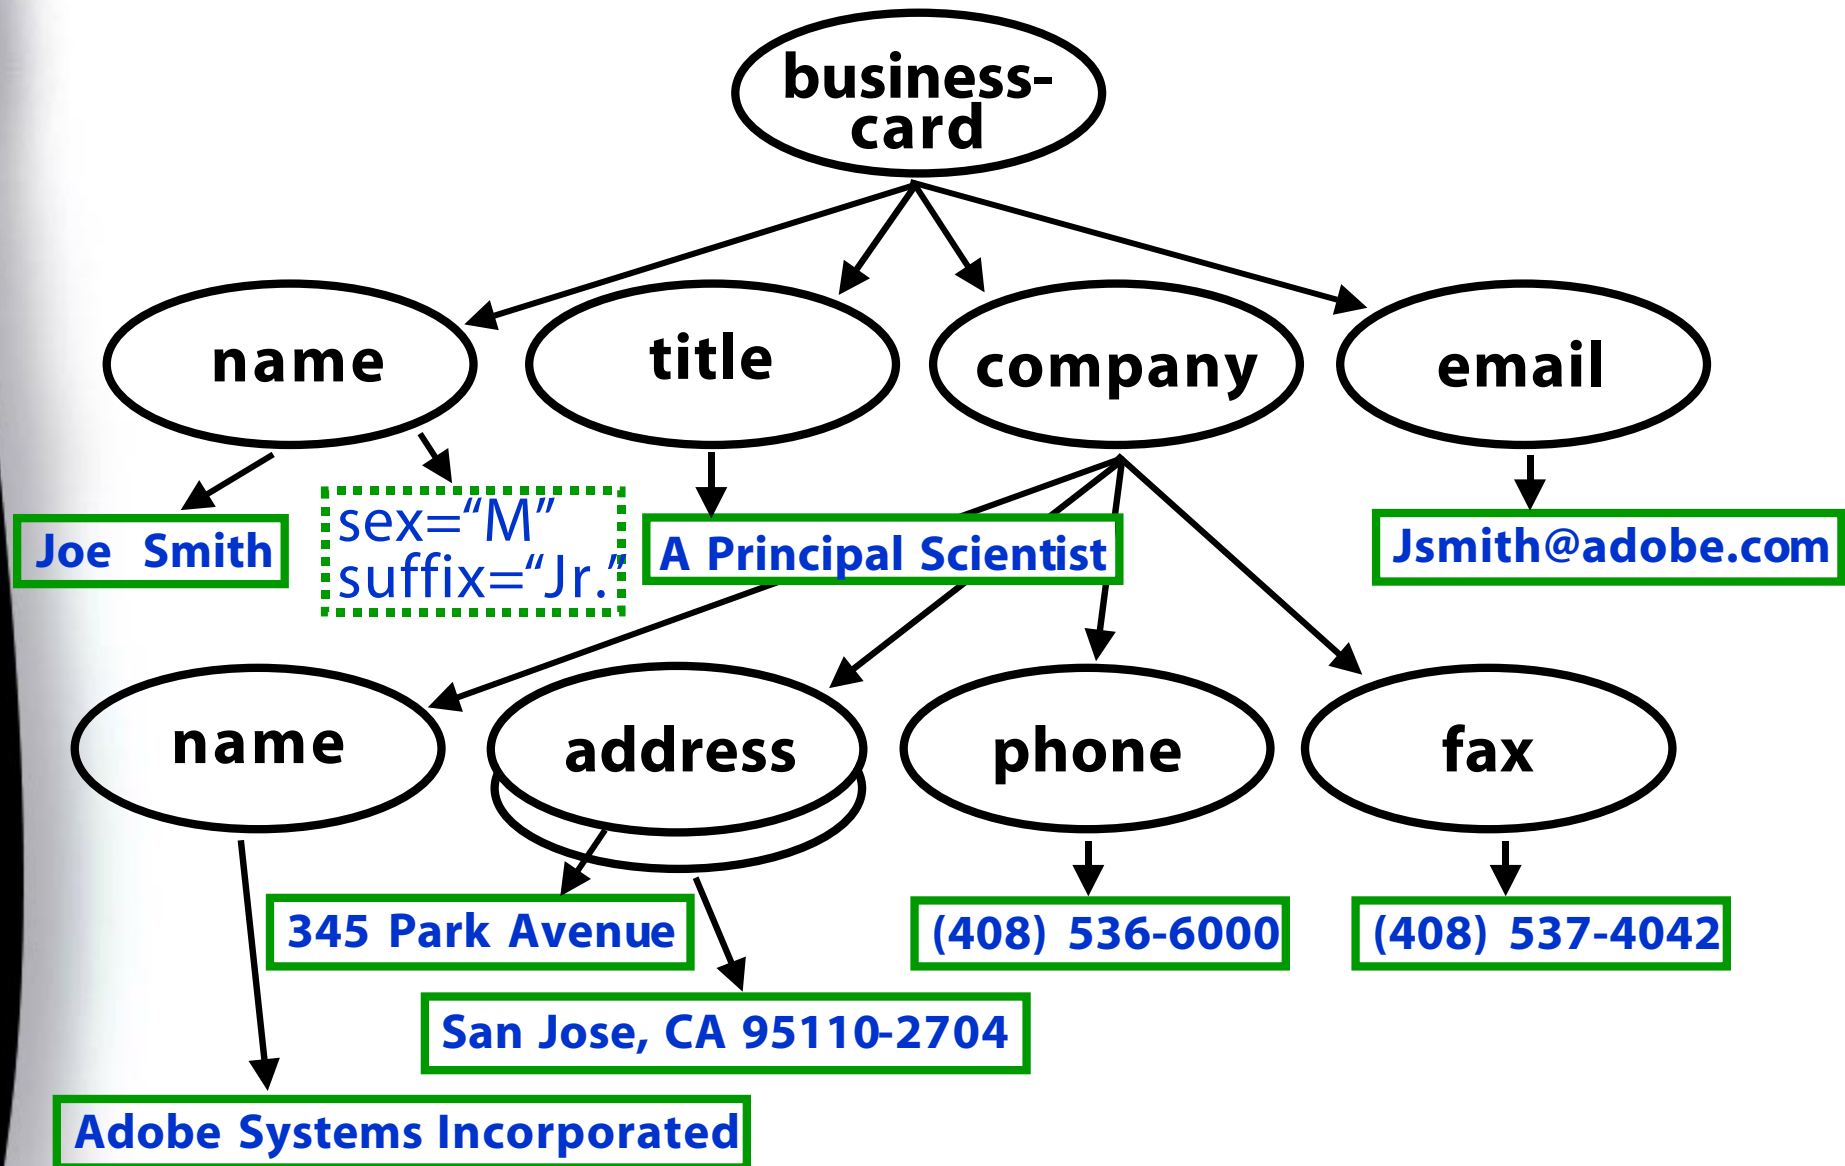 business-
card
name
title
company
email
Joe Smith
sex=“M”
suffix=“Jr.”
A Principal Scientist
Jsmith@adobe.com
name
address
phone
fax
345 Park Avenue
(408) 536-6000
(408) 537-4042
San Jose, CA 95110-2704
Adobe Systems Incorporated